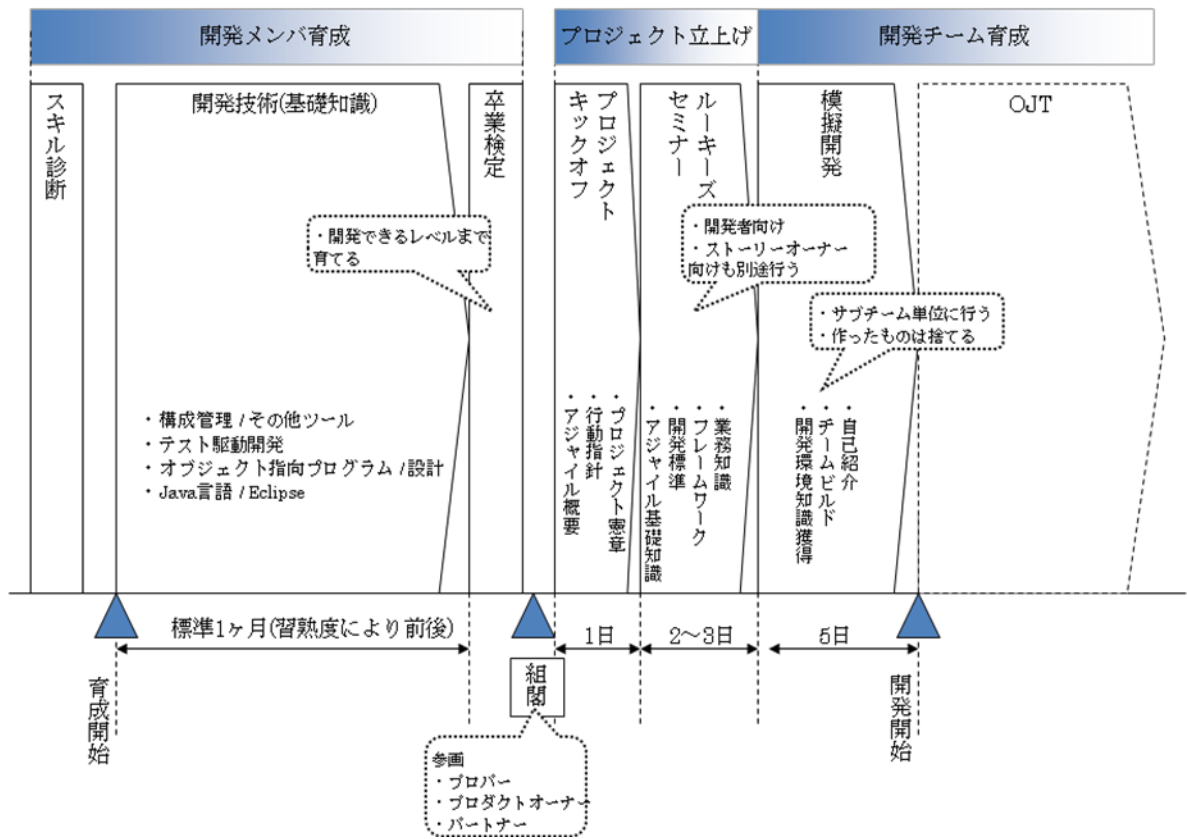 開発メンバ育成
プロジェクト立上げ
開発チーム育成
スキル診断
開発技術(基礎知識)
卒業検定
プロジェクト
キックオフ
ルーキーズ
セミナー
模擬開発
OJT
・開発できるレベルまで
育てる
・開発者向け
・ストーリーオーナー
向けも別途行う
・サブチーム単位に行う
・作ったものは捨てる
・構成管理 / その他ツール
・テスト駆動開発
・オブジェクト指向プログラム / 設計
・Java言語 / Eclipse
・プロジェクト憲章
・行動指針
・アジャイル概要
・業務知識
・フレームワーク
・開発標準
・アジャイル基礎知識
・自己紹介
・チームビルド
・開発環境知識獲得
標準1ヶ月(習熟度により前後)
1日
2～3日
5日
育成開始
組閣
開発開始
参画
・プロパー
・プロダクトオーナー
・パートナー